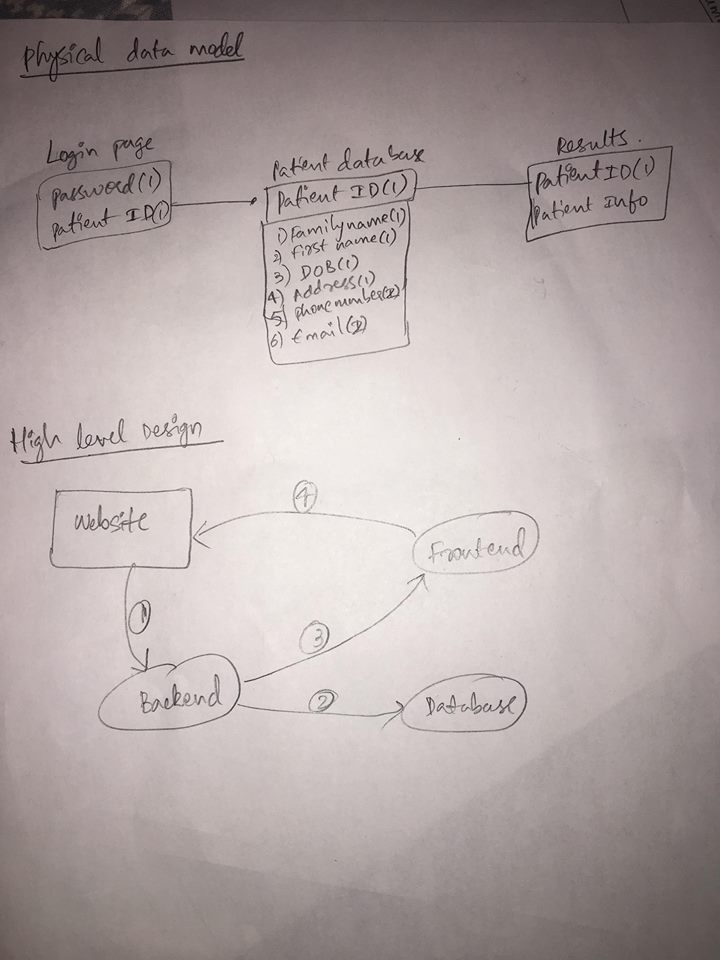 Physical data model
Login page
password(1)
patient ID(1)
Patient database
Patient ID(1)
1) Family name(1)
2) First name(1)
3) DOB(1)
4) Address(1)
5) phone number(2)
6) Email(2)
Results.
Patient ID(1)
Patient Info
High level Design
Website
4
Frontend
1
3
Backend
2
Database